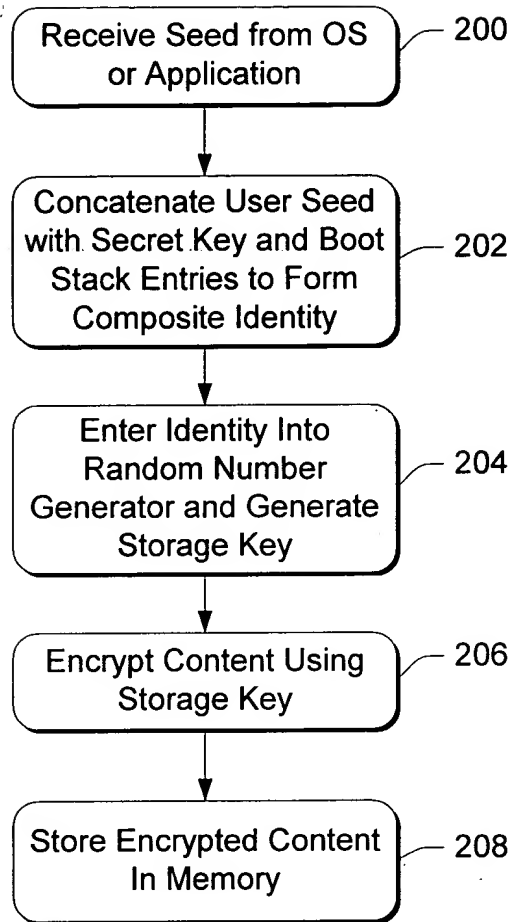 Receive Seed from OS
or Application
200
Concatenate User Seed
with Secret Key and Boot
Stack Entries to Form
Composite Identity
202
Enter Identity Into
Random Number
Generator and Generate
Storage Key
204
Encrypt Content Using
Storage Key
206
Store Encrypted Content
In Memory
208